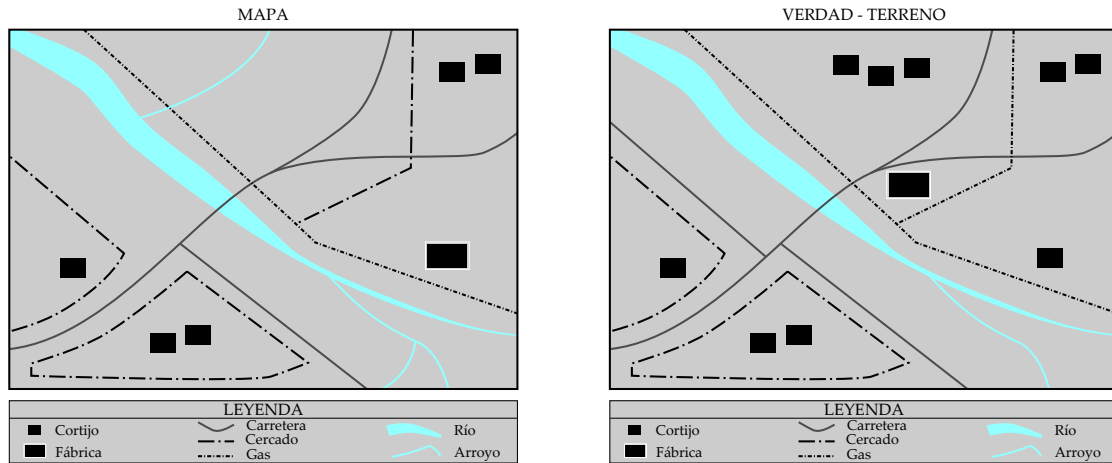 MAPA
VERDAD - TERRENO
LEYENDA
Cortijo
Carretera
Río
Fábrica
Cercado
Gas
Arroyo
LEYENDA
Cortijo
Carretera
Río
Fábrica
Cercado
Gas
Arroyo